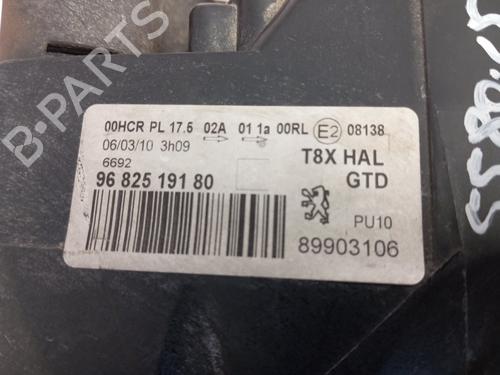 00HCR PL 17.5 02A 01 1a 00RL E2 08138
06/03/10 3h09
6692
96 825 191 80
T8X HAL
GTD
PU10
89903106
B-PARTS